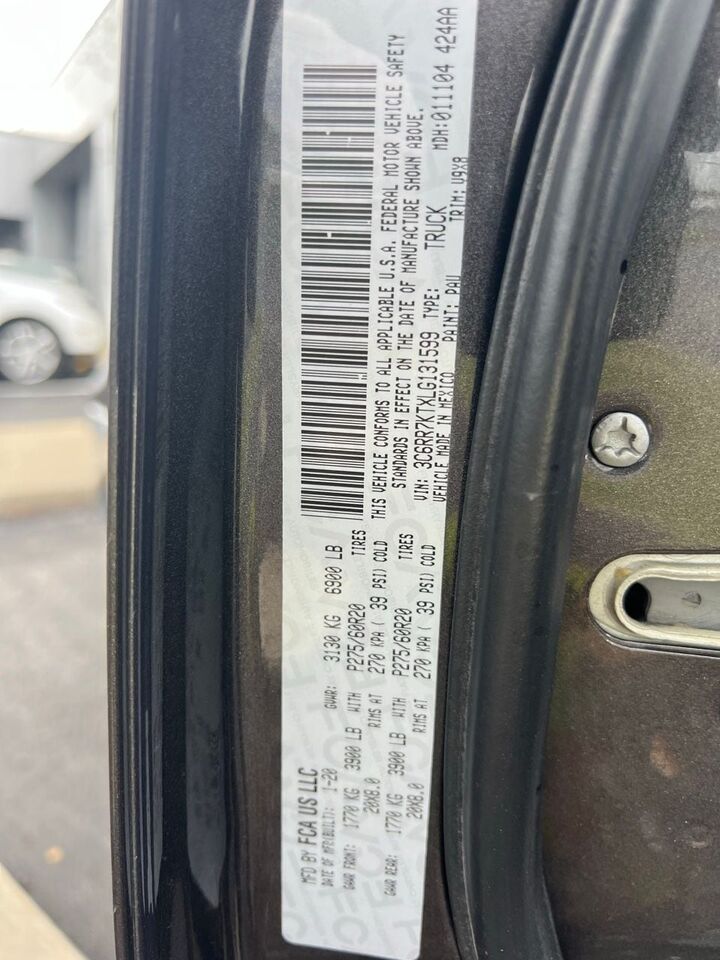 MFD BY FCA US LLC
DATE OF MFR(BUILT): 1-20 GVWR: 3130 KG 6900 LB
GAWR FRONT: 1770 KG 3900 LB WITH P275/60R20 TIRES
20X8.0 RIMS AT 270 KPA ( 39 PSI) COLD
GAWR REAR: 1770 KG 3900 LB WITH P275/60R20 TIRES
20X8.0 RIMS AT 270 KPA ( 39 PSI) COLD
THIS VEHICLE CONFORMS TO ALL APPLICABLE U.S.A. FEDERAL MOTOR VEHICLE SAFETY
STANDARDS IN EFFECT ON THE DATE OF MANUFACTURE SHOWN ABOVE.
VIN: 3C6RR7KTXLG131599 TYPE: TRUCK MDH:011104 424AA
VEHICLE MADE IN MEXICO PAINT: PAU TRIM: V9X8